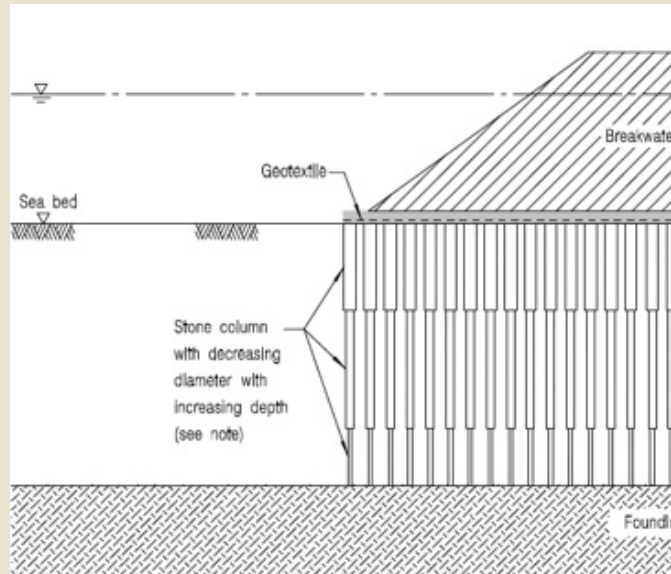 Breakwate
Geotextile
Sea bed
Stone column
with decreasing
diameter with
increasing depth
(see note)
Foundi